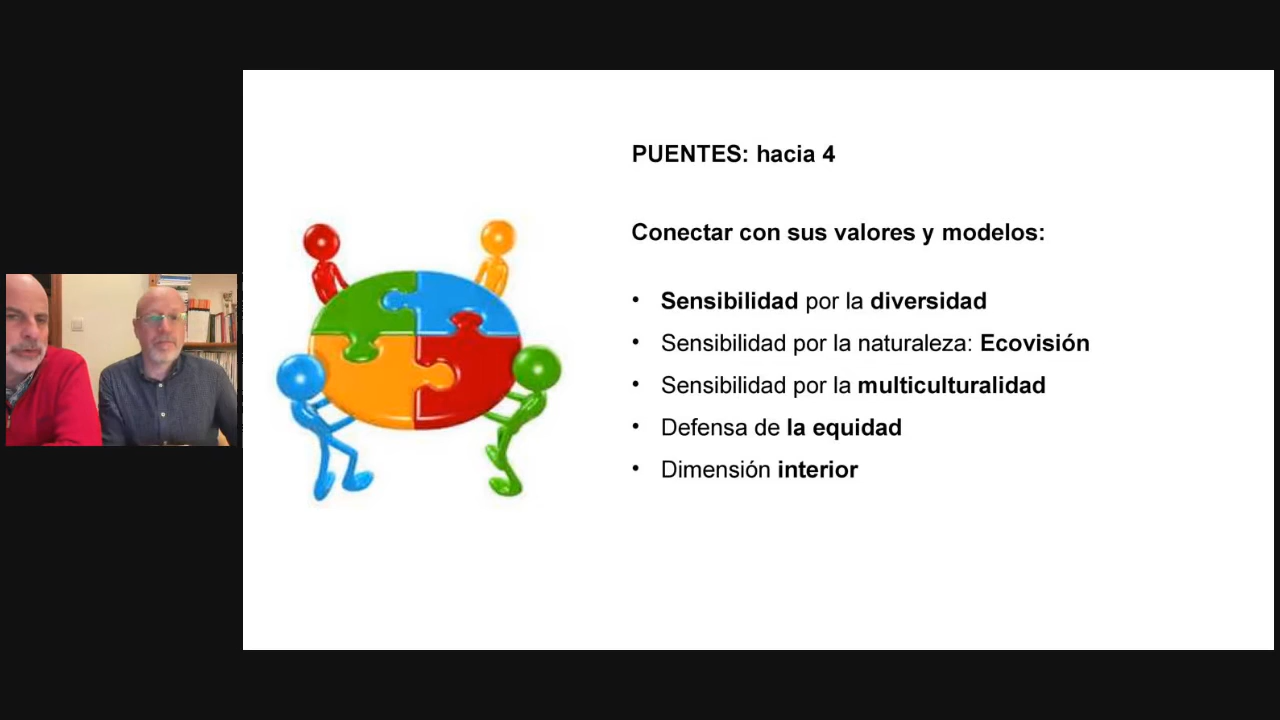 PUENTES: hacia 4
Conectar con sus valores y modelos:
• Sensibilidad por la diversidad
• Sensibilidad por la naturaleza: Ecovisión
• Sensibilidad por la multiculturalidad
• Defensa de la equidad
• Dimensión interior